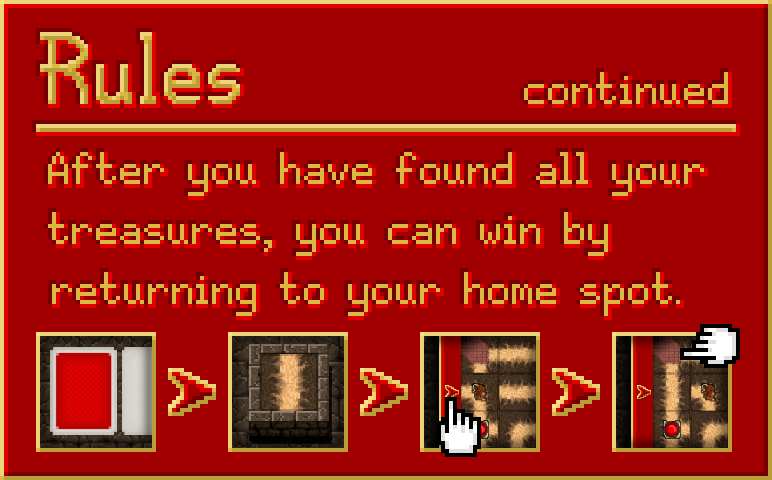 Rules
continued
After you have found all your
treasures, you can win by
returning to your home spot.